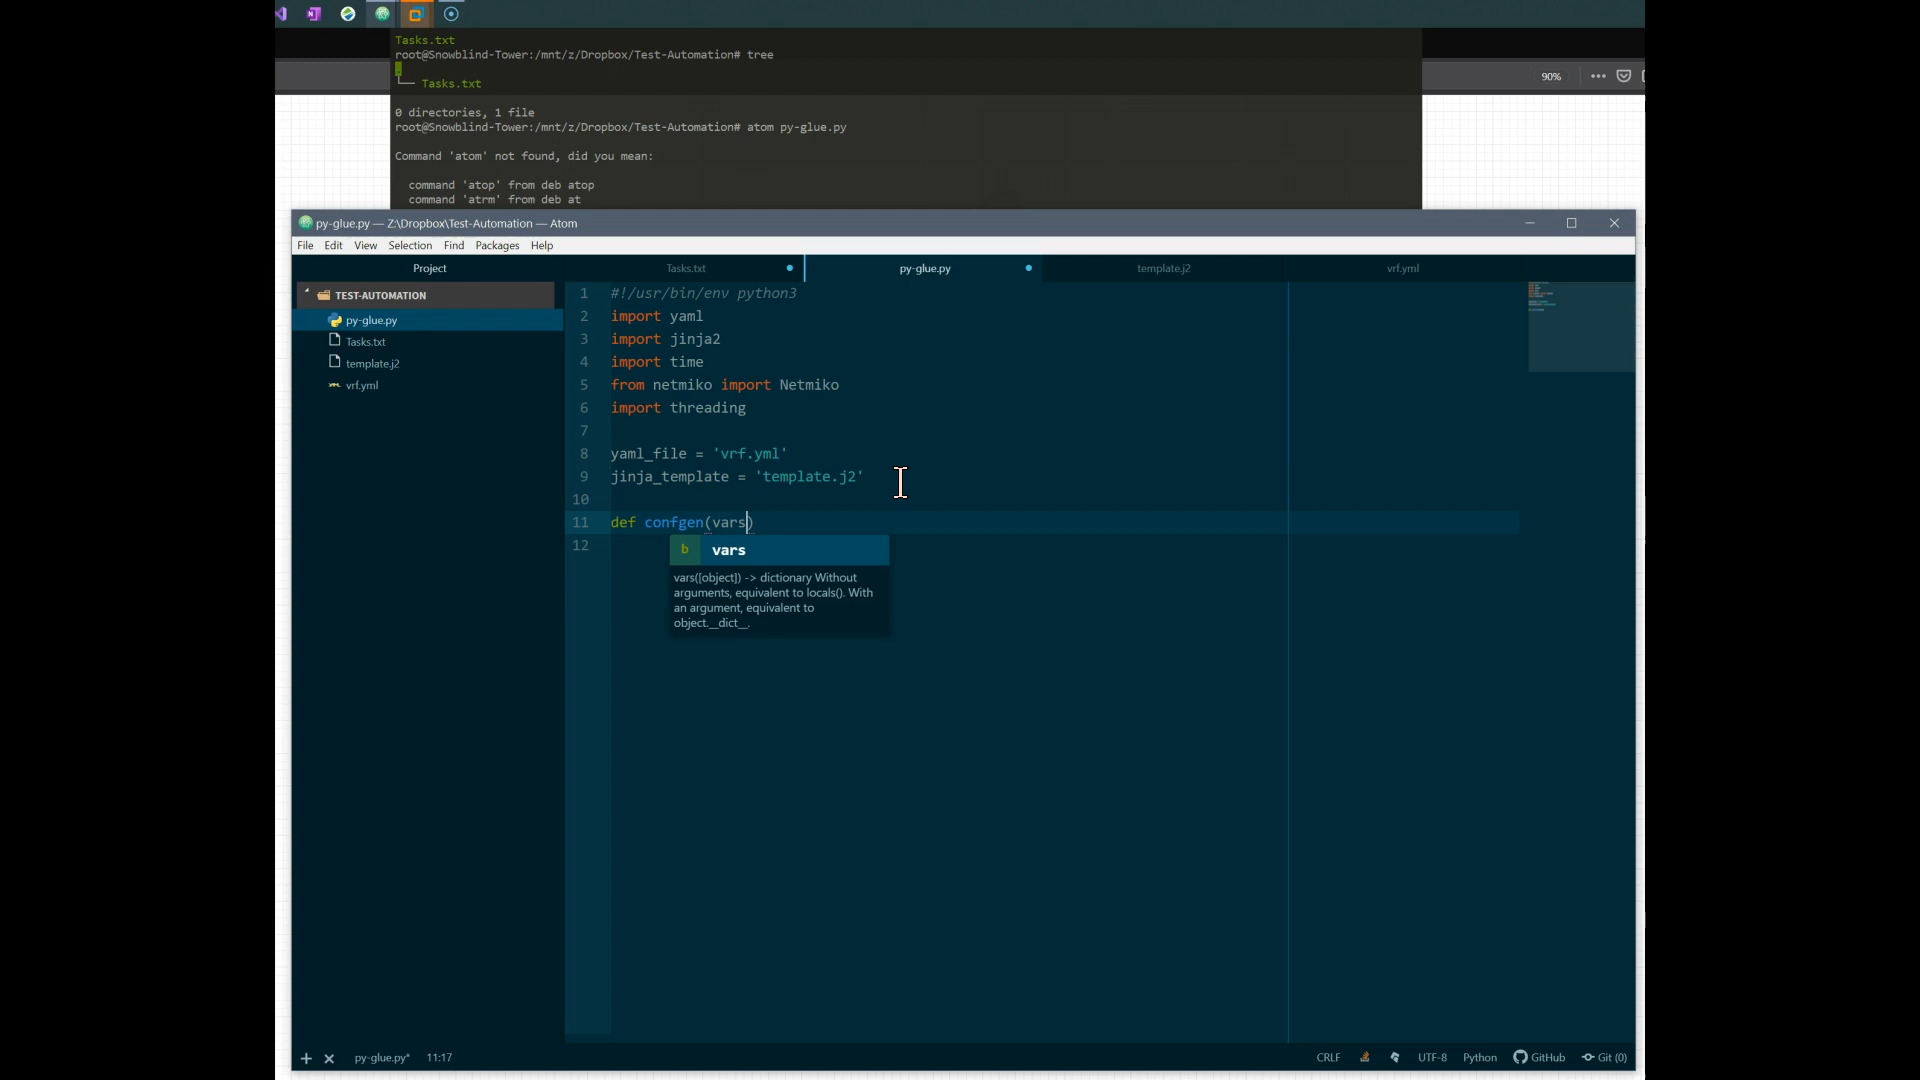 Tasks.txt
root@Snowblind-Tower:/mnt/z/Dropbox/Test-Automation# tree
.
└── Tasks.txt
0 directories, 1 file
root@Snowblind-Tower:/mnt/z/Dropbox/Test-Automation# atom py-glue.py
Command 'atom' not found, did you mean:
command 'atop' from deb atop
command 'atrm' from deb at
90%
py-glue.py — Z:\Dropbox\Test-Automation — Atom
File Edit View Selection Find Packages Help
Project
Tasks.txt
py-glue.py
template.j2
vrf.yml
TEST-AUTOMATION
py-glue.py
Tasks.txt
template.j2
vrf.yml
1 #!/usr/bin/env python3
2 import yaml
3 import jinja2
4 import time
5 from netmiko import Netmiko
6 import threading
7
8 yaml_file = 'vrf.yml'
9 jinja_template = 'template.j2'
10
11 def confgen(vars)
12
b vars
vars([object]) -> dictionary Without
arguments, equivalent to locals(). With
an argument, equivalent to
object.__dict__.
py-glue.py* 11:17
CRLF UTF-8 Python GitHub Git (0)